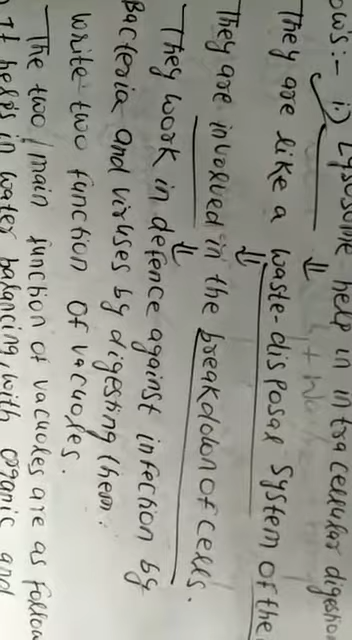 ows:- i) Lysosome help in intracellular digestion
They are like a waste-disposal system of the
They are involved in the breakdown of cells.
They work in defence against infection by
Bacteria and viruses by digesting them.
write two function of vacuoles.
The two main function of vacuoles are as follow
It helps in water balancing, with organic and